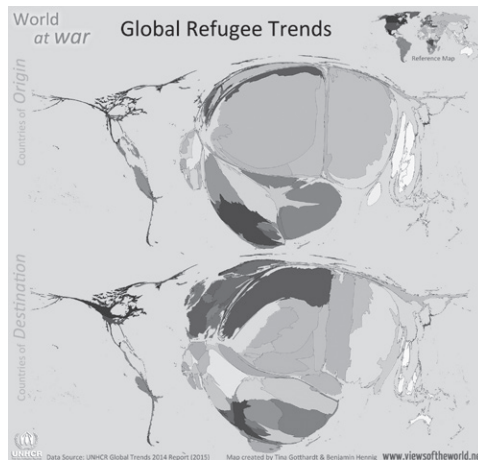 World
at war
Global Refugee Trends
Reference Map
Countries of Origin
Countries of Destination
UNHCR
Data Source: UNHCR Global Trends 2014 Report (2015)
Map created by Tina Gotthardt & Benjamin Hennig
www.viewsoftheworld.ne